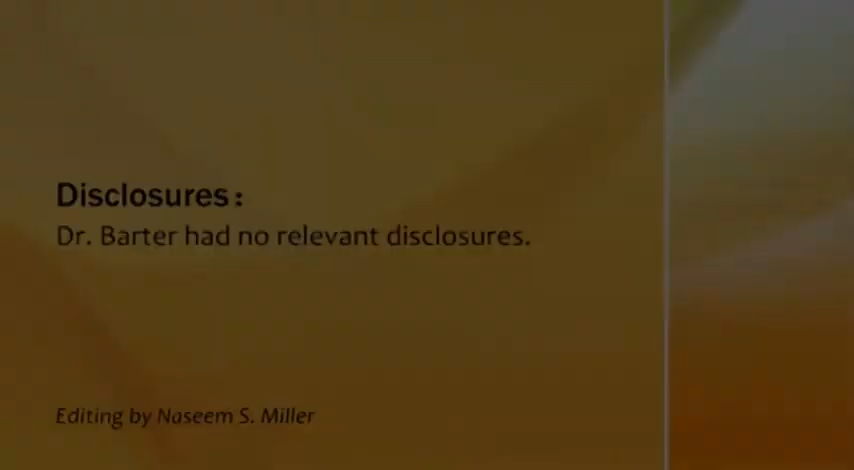 Disclosures:
Dr. Barter had no relevant disclosures.
Editing by Naseem S. Miller